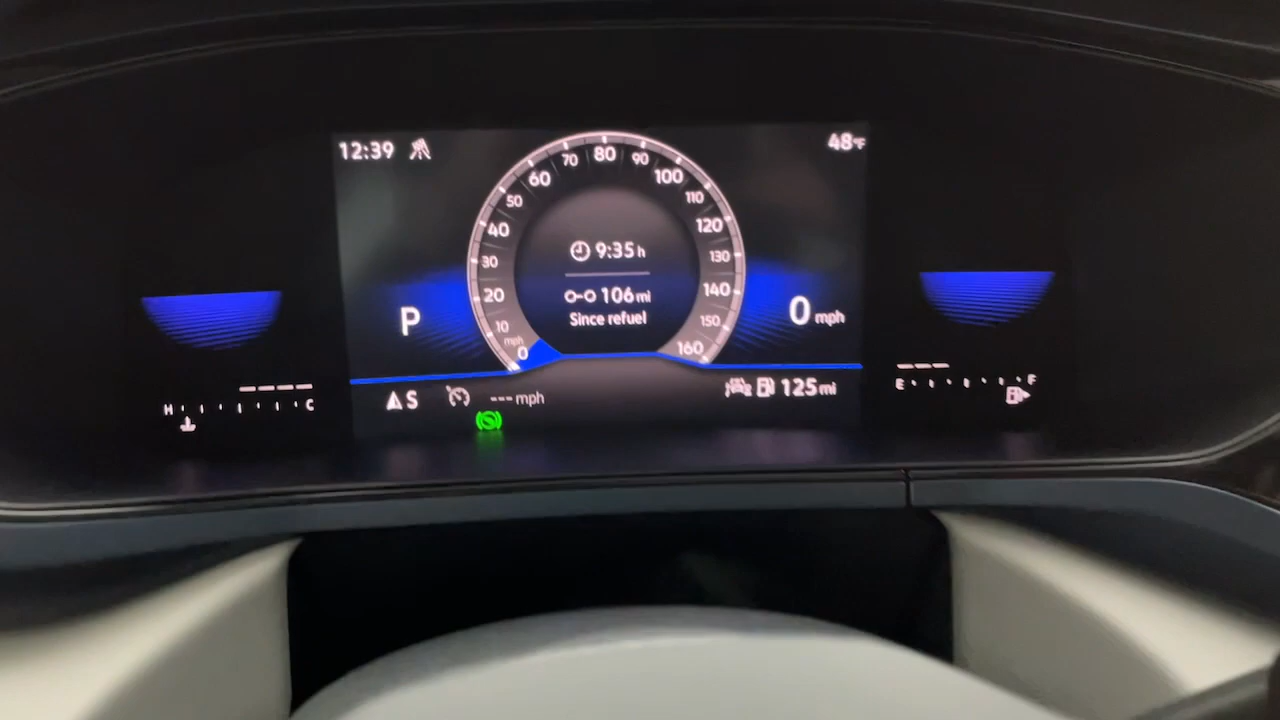 12:39
48°F
80
70
90
60
100
50
110
40
120
30
130
20
140
10
150
mph
0
160
9:35 h
106 mi
Since refuel
P
0 mph
S
--- mph
125 mi
H C
E F